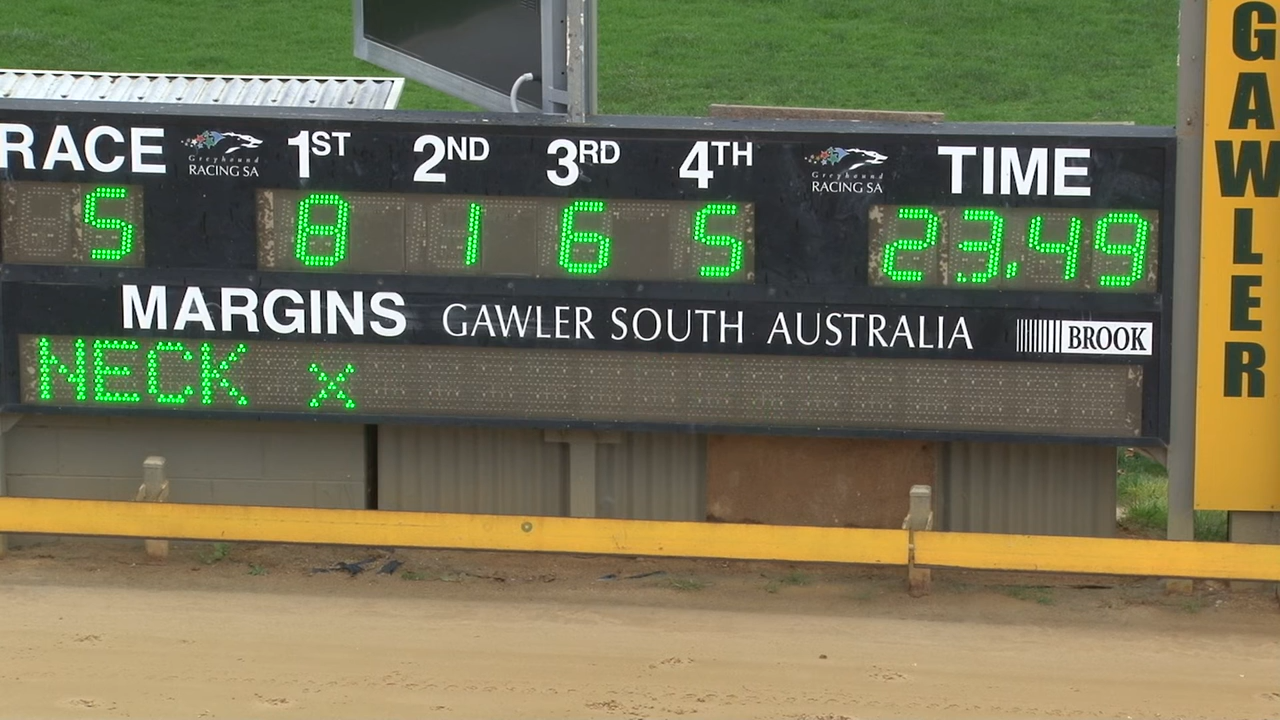 RACE Greyhound RACING SA 1ST 2ND 3RD 4TH Greyhound RACING SA TIME
5 8 1 6 5 23.49
MARGINS GAWLER SOUTH AUSTRALIA BROOK
NECK x
GAWLER